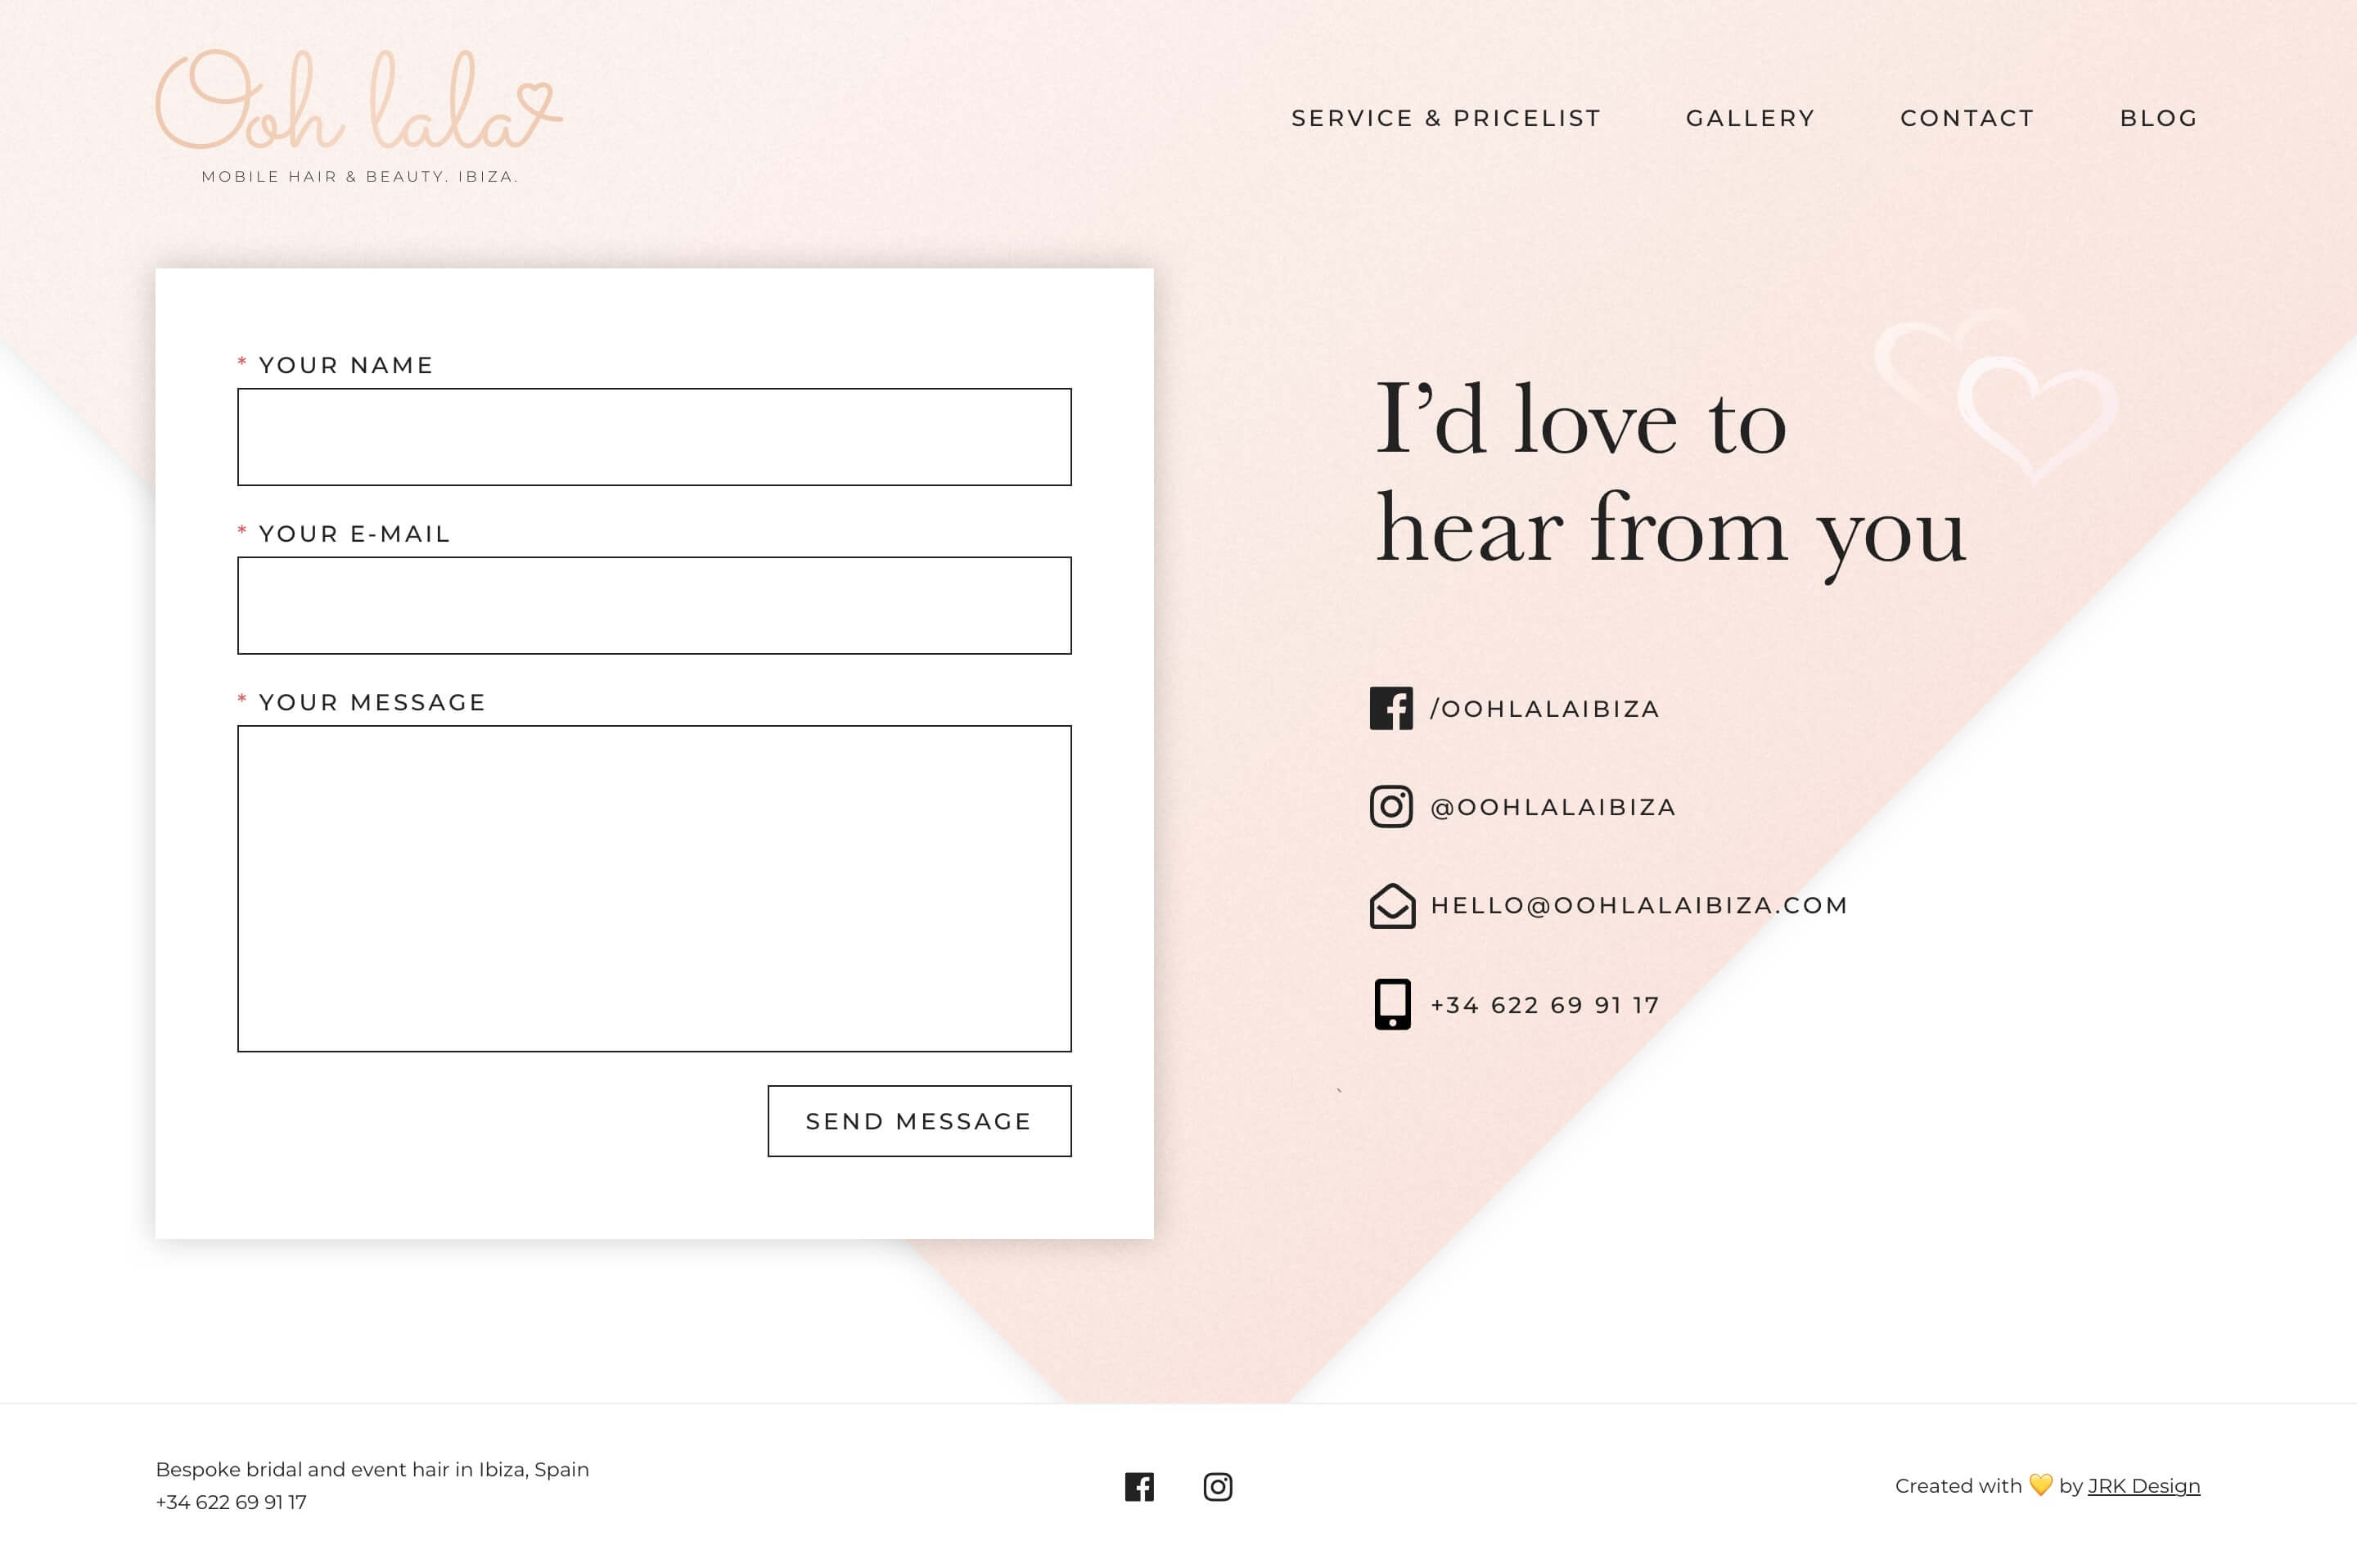 Ooh lala
MOBILE HAIR & BEAUTY. IBIZA.
SERVICE & PRICELIST
GALLERY
CONTACT
BLOG
* YOUR NAME
* YOUR E-MAIL
* YOUR MESSAGE
SEND MESSAGE
I’d love to
hear from you
/OOHLALAIBIZA
@OOHLALAIBIZA
HELLO@OOHLALAIBIZA.COM
+34 622 69 91 17
`
Bespoke bridal and event hair in Ibiza, Spain
+34 622 69 91 17
Created with 💛 by JRK Design